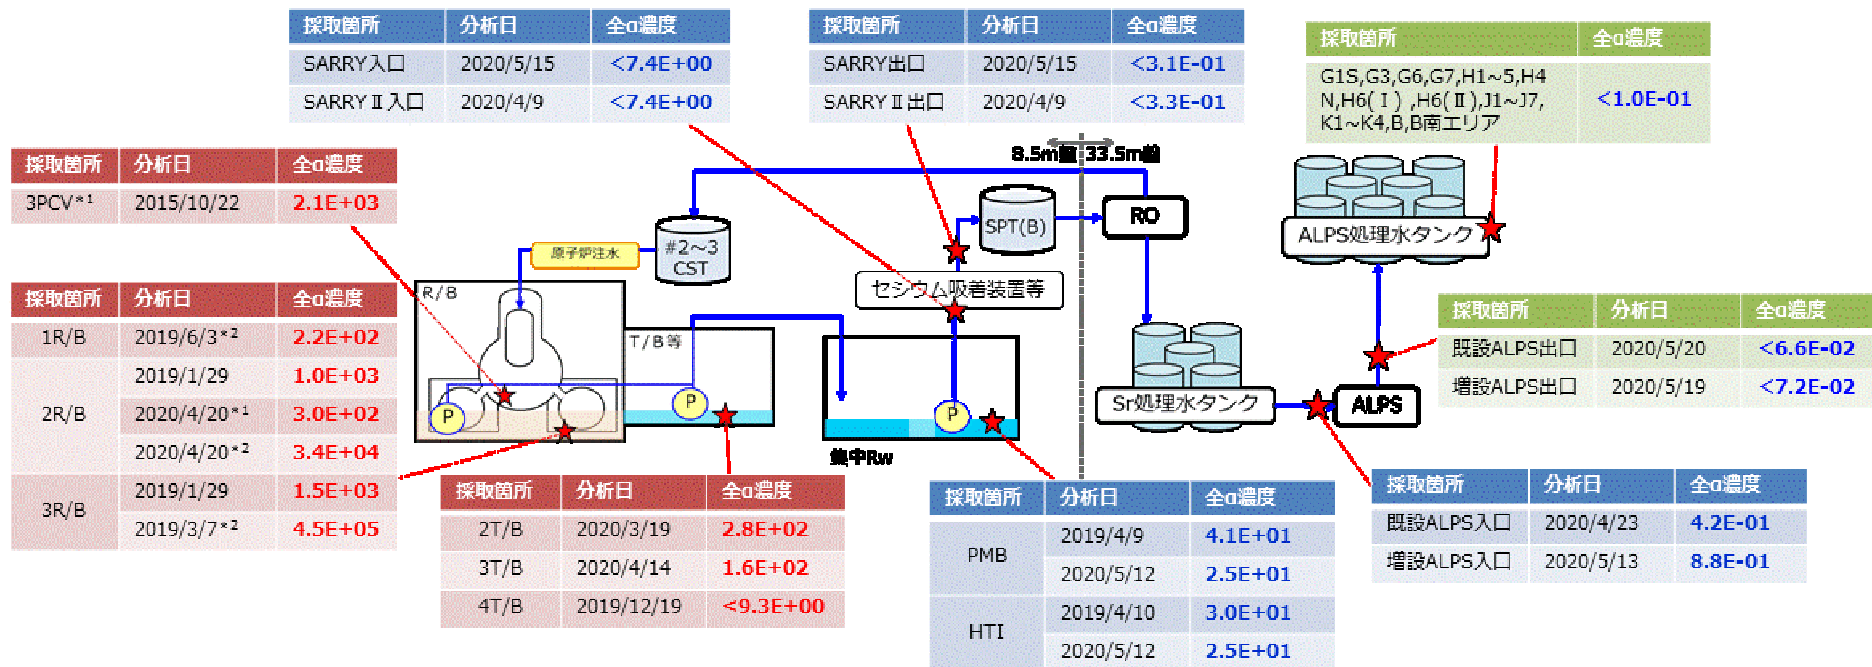 採取箇所 分析日 全α濃度
SARRY入口 2020/5/15 <7.4E+00
SARRYⅡ入口 2020/4/9 <7.4E+00
採取箇所 分析日 全α濃度
SARRY出口 2020/5/15 <3.1E-01
SARRYⅡ出口 2020/4/9 <3.3E-01
採取箇所 全α濃度
G1S,G3,G6,G7,H1~5,H4
N,H6(Ⅰ) ,H6(Ⅱ),J1~J7,
K1~K4,B,B南エリア
<1.0E-01
採取箇所 分析日 全α濃度
3PCV*1 2015/10/22 2.1E+03
8.5m盤 33.5m盤
#2~3
CST
原子炉注水
SPT(B)
RO
ALPS処理水タンク
セシウム吸着装置等
R/B
T/B等
P
P
P
集中Rw
Sr処理水タンク
ALPS
採取箇所 分析日 全α濃度
1R/B 2019/6/3*2 2.2E+02
2R/B 2019/1/29 1.0E+03
2020/4/20*1 3.0E+02
2020/4/20*2 3.4E+04
3R/B 2019/1/29 1.5E+03
2019/3/7*2 4.5E+05
採取箇所 分析日 全α濃度
既設ALPS出口 2020/5/20 <6.6E-02
増設ALPS出口 2020/5/19 <7.2E-02
採取箇所 分析日 全α濃度
2T/B 2020/3/19 2.8E+02
3T/B 2020/4/14 1.6E+02
4T/B 2019/12/19 <9.3E+00
採取箇所 分析日 全α濃度
PMB 2019/4/9 4.1E+01
2020/5/12 2.5E+01
HTI 2019/4/10 3.0E+01
2020/5/12 2.5E+01
採取箇所 分析日 全α濃度
既設ALPS入口 2020/4/23 4.2E-01
増設ALPS入口 2020/5/13 8.8E-01